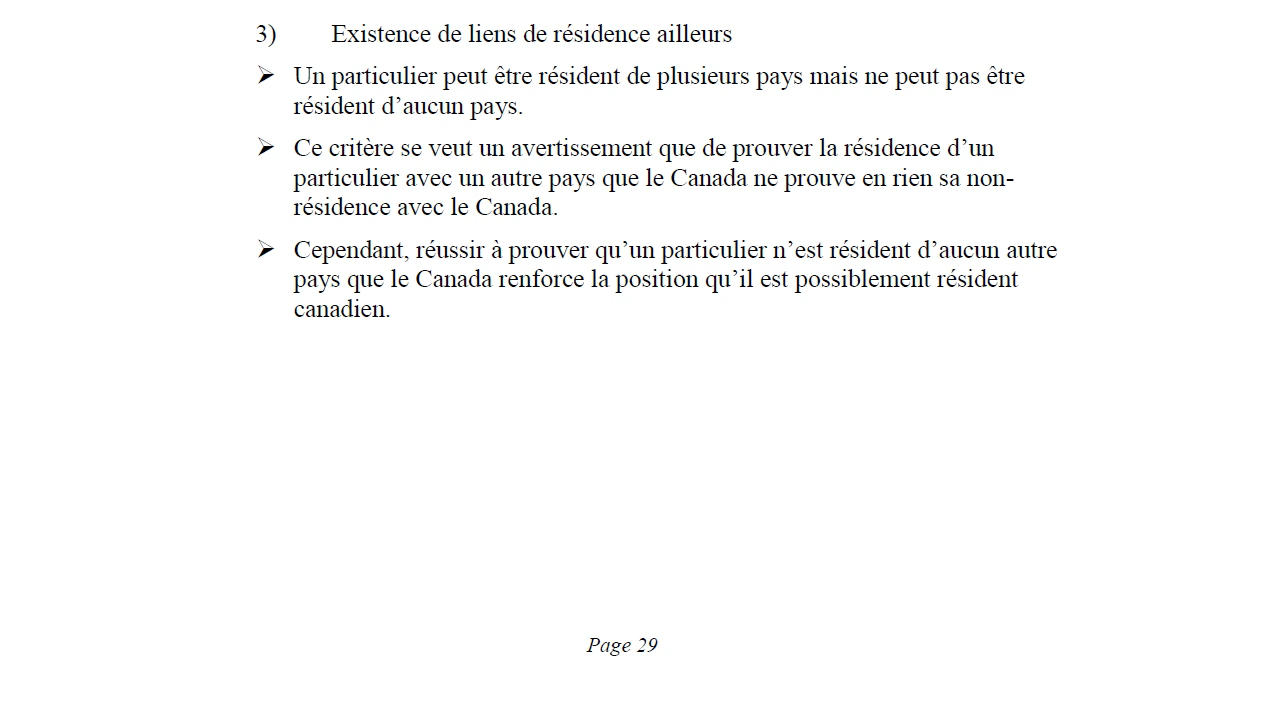 3) Existence de liens de résidence ailleurs
➢ Un particulier peut être résident de plusieurs pays mais ne peut pas être
résident d’aucun pays.
➢ Ce critère se veut un avertissement que de prouver la résidence d’un
particulier avec un autre pays que le Canada ne prouve en rien sa non-
résidence avec le Canada.
➢ Cependant, réussir à prouver qu’un particulier n’est résident d’aucun autre
pays que le Canada renforce la position qu’il est possiblement résident
canadien.
Page 29